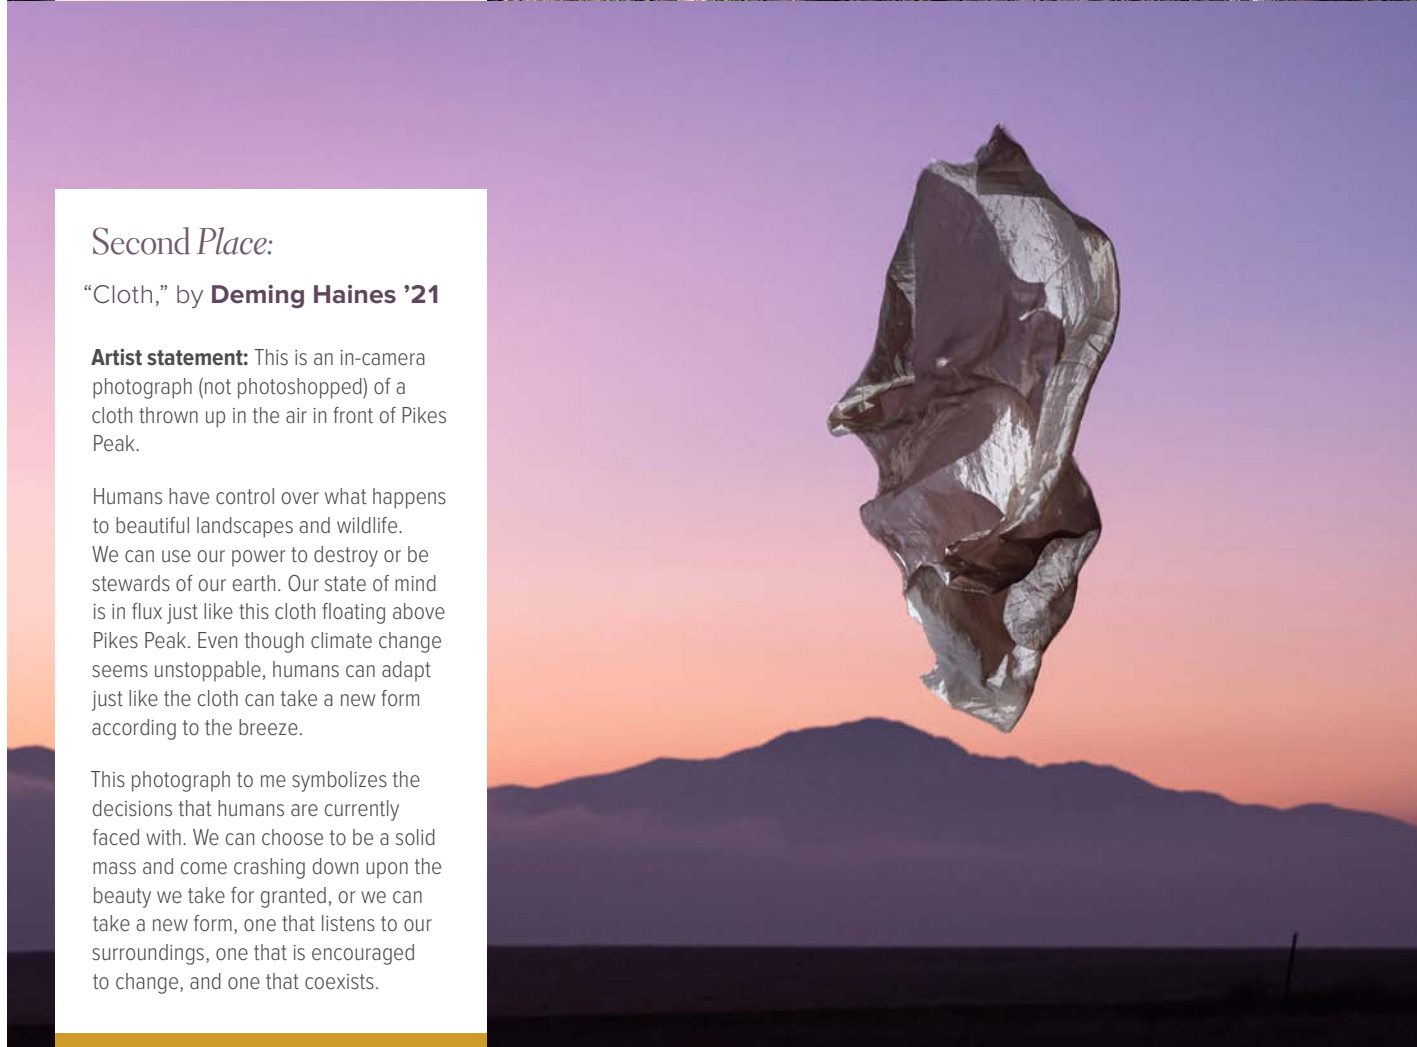 Second Place:
“Cloth,” by Deming Haines ’21
Artist statement: This is an in-camera
photograph (not photoshopped) of a
cloth thrown up in the air in front of Pikes
Peak.
Humans have control over what happens
to beautiful landscapes and wildlife.
We can use our power to destroy or be
stewards of our earth. Our state of mind
is in flux just like this cloth floating above
Pikes Peak. Even though climate change
seems unstoppable, humans can adapt
just like the cloth can take a new form
according to the breeze.
This photograph to me symbolizes the
decisions that humans are currently
faced with. We can choose to be a solid
mass and come crashing down upon the
beauty we take for granted, or we can
take a new form, one that listens to our
surroundings, one that is encouraged
to change, and one that coexists.